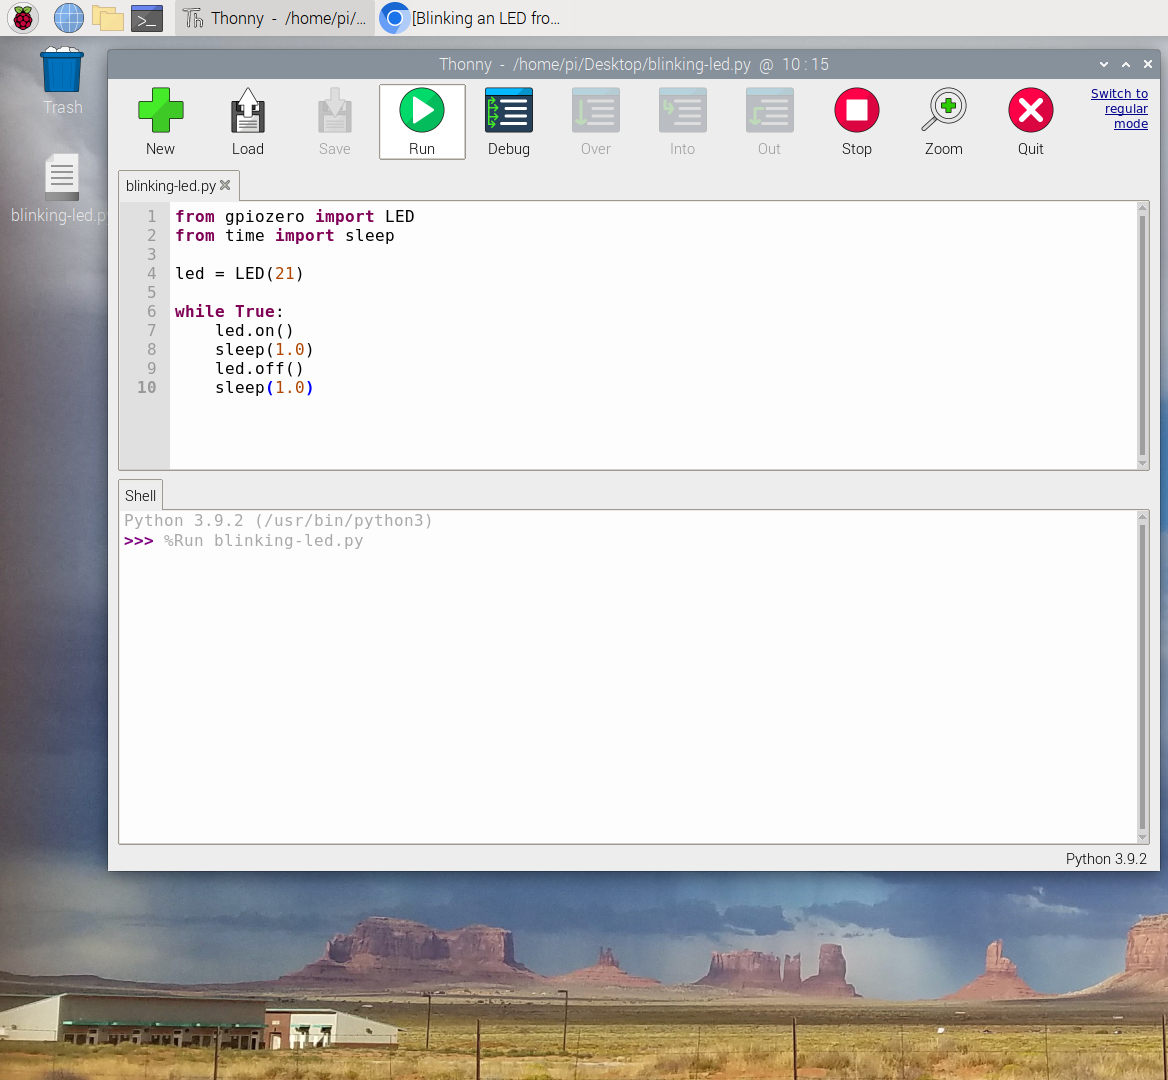 Thonny - /home/pi/...
[Blinking an LED fro...
Trash
blinking-led.p
Thonny - /home/pi/Desktop/blinking-led.py @ 10 : 15
New
Load
Save
Run
Debug
Over
Into
Out
Stop
Zoom
Quit
Switch to
regular
mode
blinking-led.py
1 from gpiozero import LED
2 from time import sleep
3
4 led = LED(21)
5
6 while True:
7     led.on()
8     sleep(1.0)
9     led.off()
10     sleep(1.0)
Shell
Python 3.9.2 (/usr/bin/python3)
>>> %Run blinking-led.py
Python 3.9.2